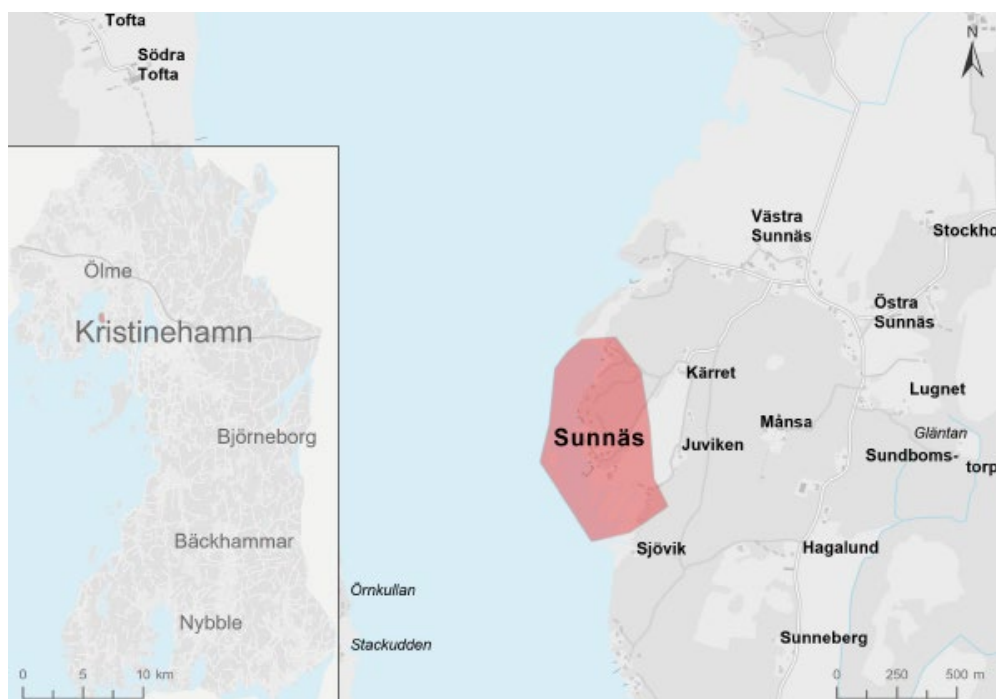 Tofta
Södra
Tofta
N
Västra
Sunnäs
Stockho
Östra
Sunnäs
Kärret
Lugnet
Månsa
Gläntan
Sunnäs
Juviken
Sundboms-
torp
Sjövik
Hagalund
Sunneberg
Örnkullan
Stackudden
0 250 500 m
Ölme
Kristinehamn
Björneborg
Bäckhammar
Nybble
0 5 10 km